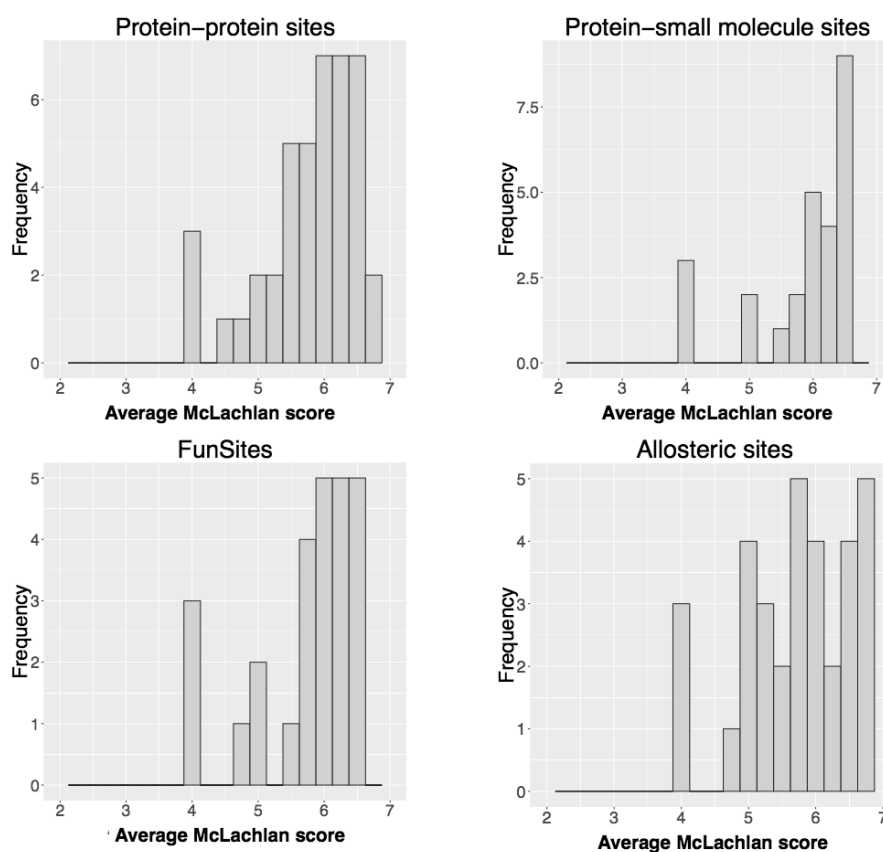 Protein−protein sites
Frequency
6
4
2
0
2 3 4 5 6 7
Average McLachlan score
Protein−small molecule sites
Frequency
7.5
5.0
2.5
0.0
2 3 4 5 6 7
Average McLachlan score
FunSites
Frequency
5
4
3
2
1
0
2 3 4 5 6 7
Average McLachlan score
Allosteric sites
Frequency
5
4
3
2
1
0
2 3 4 5 6 7
Average McLachlan score